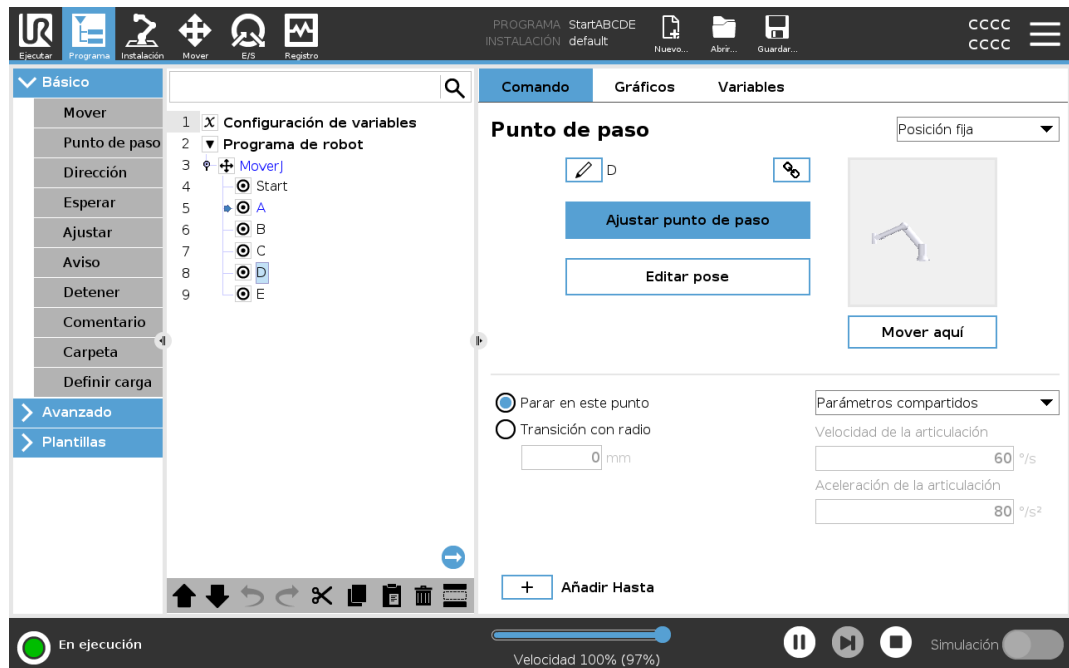 UR
PROGRAMA StartABCDE
INSTALACIÓN default
CCCC
CCCC
Ejecutar Programa Instalación Mover E/S Registro Nuevo... Abrir... Guardar...
Básico
Mover
Punto de paso
Dirección
Esperar
Ajustar
Aviso
Detener
Comentario
Carpeta
Definir carga
Avanzado
Plantillas
1 X Configuración de variables
2 Programa de robot
3 MoverJ
4 Start
5 A
6 B
7 C
8 D
9 E
Comando Gráficos Variables
Punto de paso
Posición fija
D
Ajustar punto de paso
Editar pose
Mover aquí
Parar en este punto
Transición con radio
0 mm
Parámetros compartidos
Velocidad de la articulación
60 °/s
Aceleración de la articulación
80 °/s²
+ Añadir Hasta
En ejecución
Velocidad 100% (97%)
Simulación